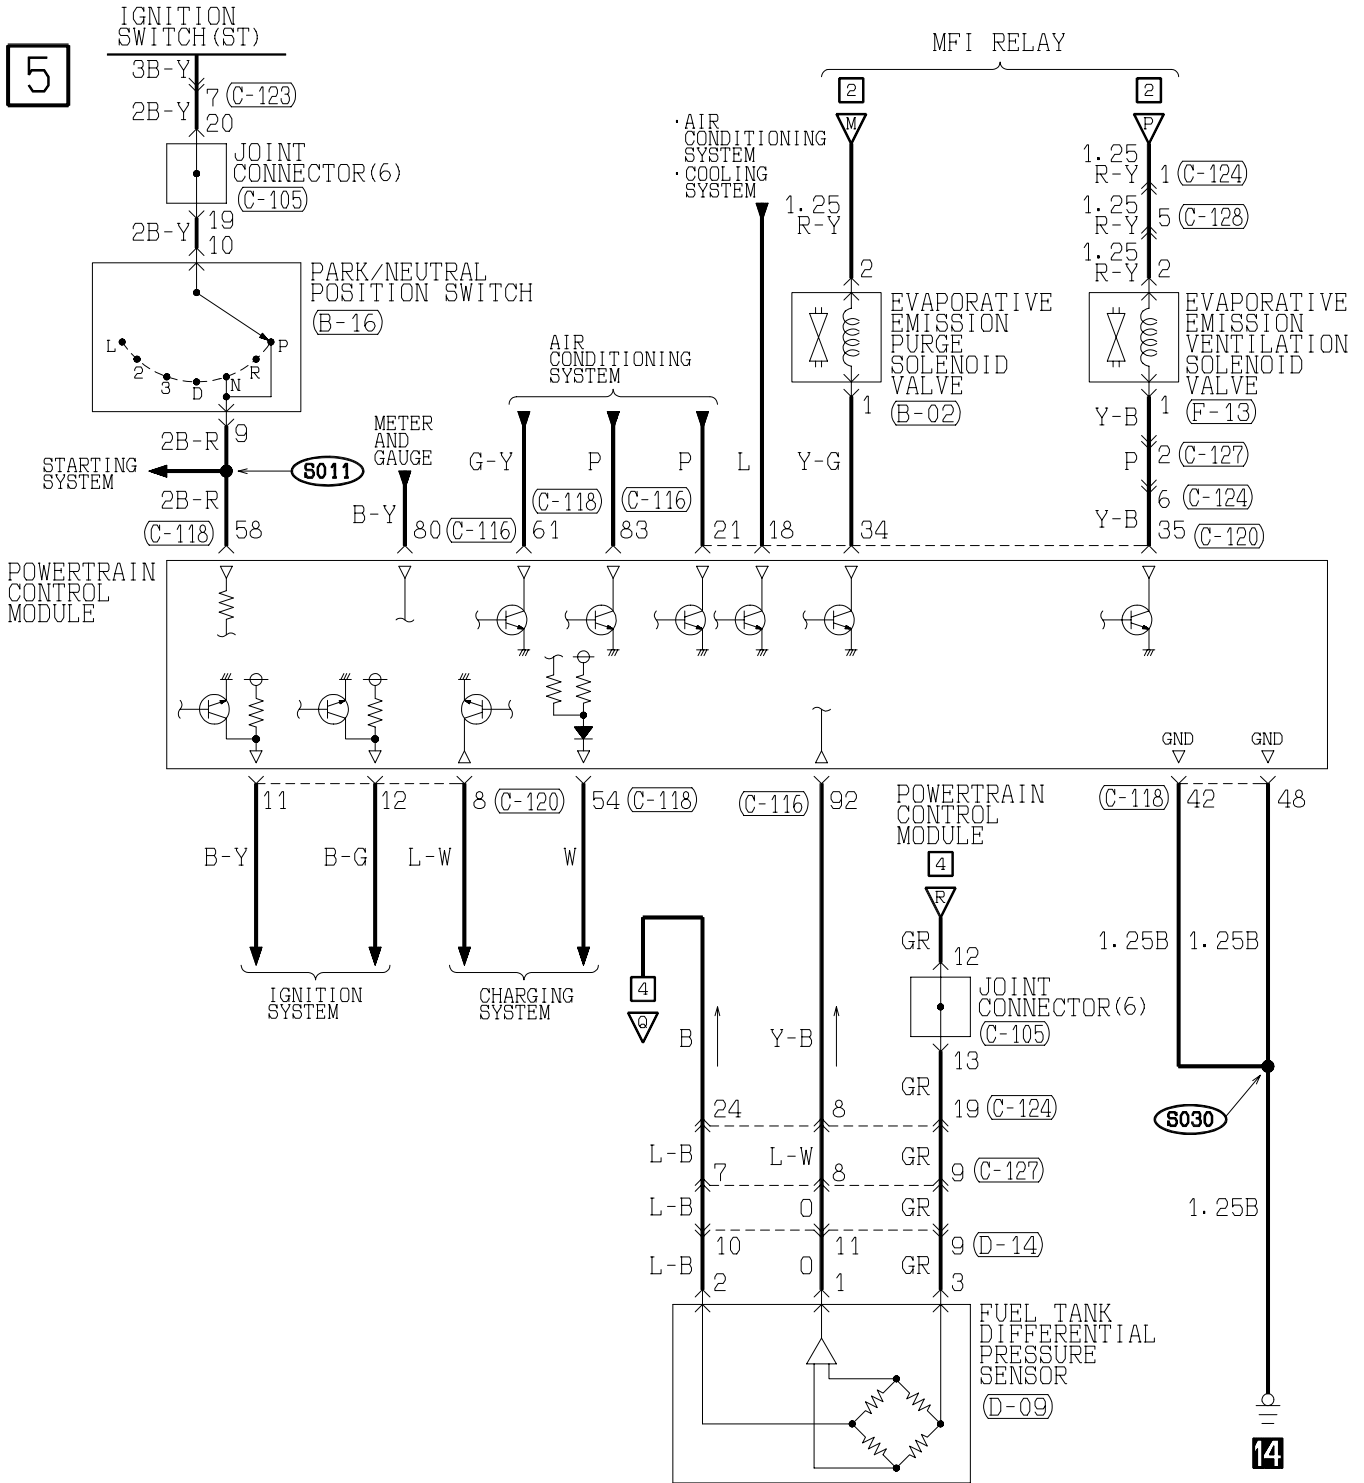 5
IGNITION
SWITCH(ST)
3B-Y
7 (C-123)
2B-Y
20
JOINT
CONNECTOR(6)
(C-105)
19
2B-Y
10
PARK/NEUTRAL
POSITION SWITCH
(B-16)
L
2
3
D
N
R
P
9
2B-R
STARTING
SYSTEM
S011
2B-R
(C-118)
58
METER
AND
GAUGE
B-Y
80
AIR
CONDITIONING
SYSTEM
G-Y
(C-116)
61
P
(C-118)
83
P
(C-116)
21
·AIR
CONDITIONING
SYSTEM
·COOLING
SYSTEM
L
18
MFI RELAY
2
M
1.25
R-Y
2
EVAPORATIVE
EMISSION
PURGE
SOLENOID
VALVE
(B-02)
1
Y-G
34
2
P
1.25
R-Y
1 (C-124)
1.25
R-Y
5 (C-128)
1.25
R-Y
2
EVAPORATIVE
EMISSION
VENTILATION
SOLENOID
VALVE
(F-13)
1
Y-B
2 (C-127)
P
6 (C-124)
Y-B
35 (C-120)
POWERTRAIN
CONTROL
MODULE
GND
GND
11
12
8 (C-120)
54 (C-118)
(C-116) 92
(C-118) 42
48
B-Y
B-G
L-W
W
IGNITION
SYSTEM
CHARGING
SYSTEM
POWERTRAIN
CONTROL
MODULE
4
R
GR
12
JOINT
CONNECTOR(6)
(C-105)
13
4
Q
B
Y-B
GR
24
8
19 (C-124)
L-B
L-W
GR
7
8
9 (C-127)
L-B
O
GR
10
11
9 (D-14)
L-B
O
GR
2
1
3
FUEL TANK
DIFFERENTIAL
PRESSURE
SENSOR
(D-09)
1.25B
1.25B
S030
1.25B
14